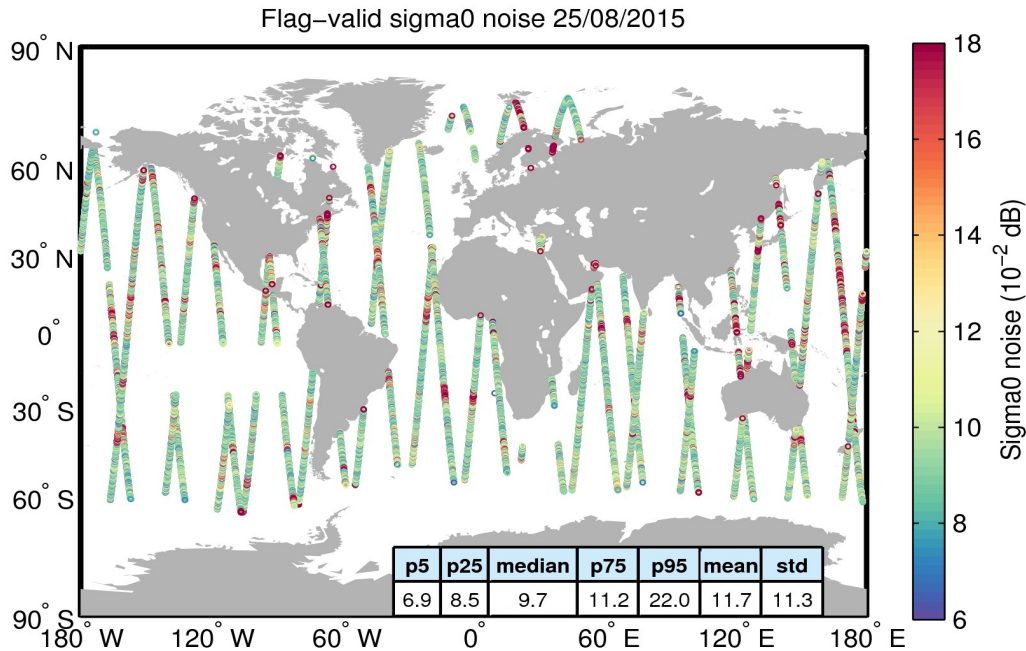 Flag−valid sigma0 noise 25/08/2015
90° N
60° N
30° N
0°
30° S
60° S
90° S
180° W
120° W
60° W
0°
60° E
120° E
180° E
p5 p25 median p75 p95 mean std
6.9 8.5 9.7 11.2 22.0 11.7 11.3
18
16
14
12
10
8
6
Sigma0 noise (10⁻² dB)